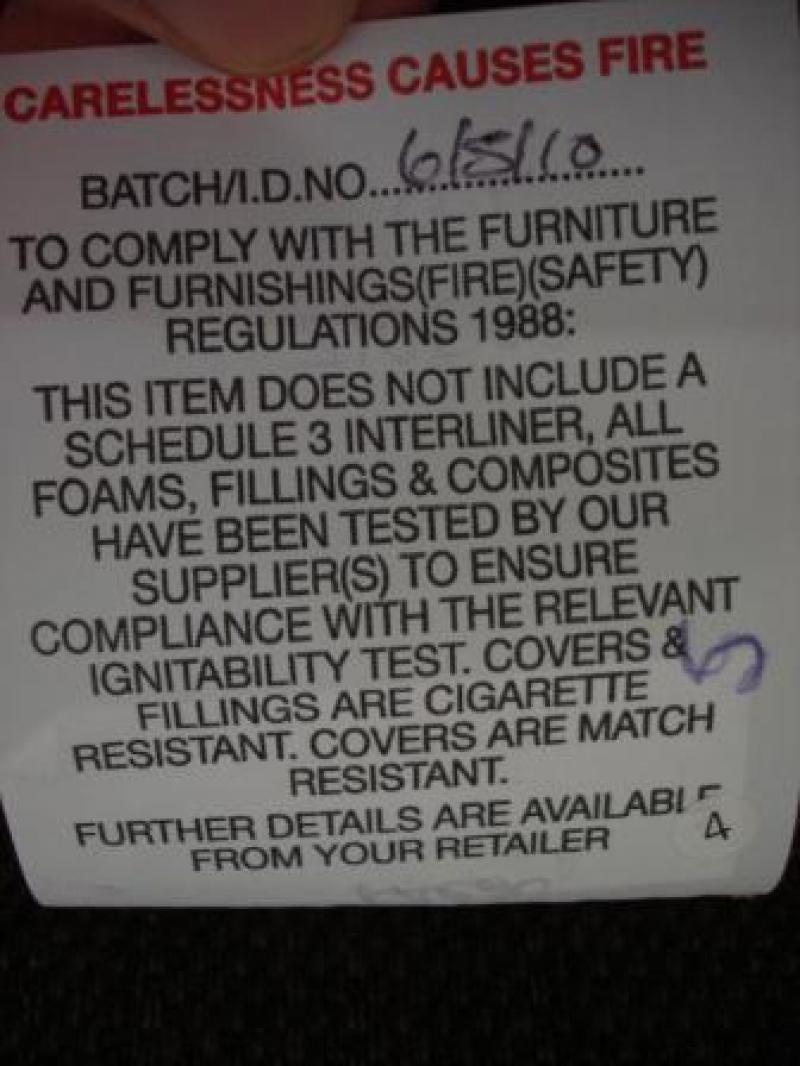 CARELESSNESS CAUSES FIRE
BATCH/I.D.NO....6/5/10......
TO COMPLY WITH THE FURNITURE
AND FURNISHINGS(FIRE)(SAFETY)
REGULATIONS 1988:
THIS ITEM DOES NOT INCLUDE A
SCHEDULE 3 INTERLINER, ALL
FOAMS, FILLINGS & COMPOSITES
HAVE BEEN TESTED BY OUR
SUPPLIER(S) TO ENSURE
COMPLIANCE WITH THE RELEVANT
IGNITABILITY TEST. COVERS &
5
FILLINGS ARE CIGARETTE
RESISTANT. COVERS ARE MATCH
RESISTANT.
FURTHER DETAILS ARE AVAILABLE
4
FROM YOUR RETAILER